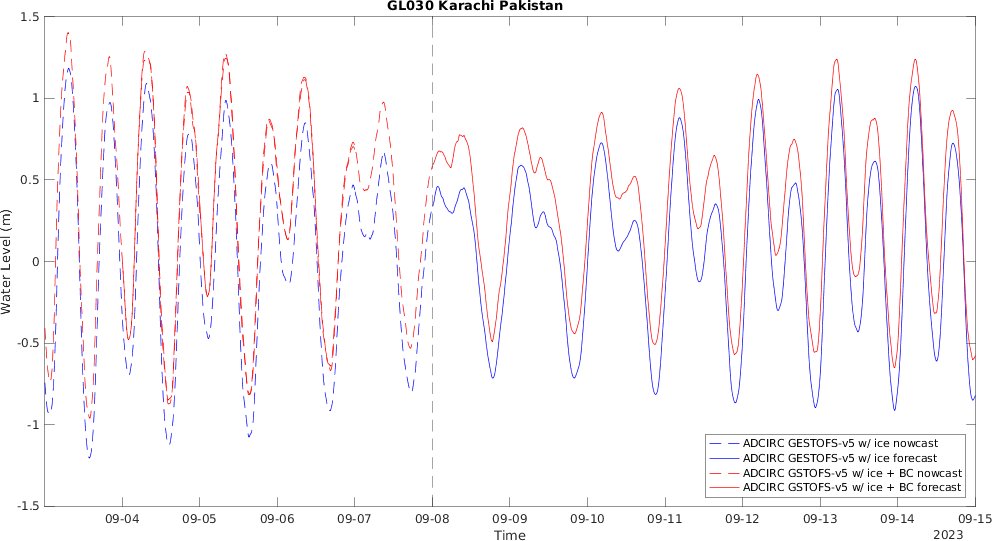 GL030 Karachi Pakistan
Water Level (m)
1.5
1
0.5
0
-0.5
-1
-1.5
ADCIRC GESTOFS-v5 w/ ice nowcast
ADCIRC GESTOFS-v5 w/ ice forecast
ADCIRC GSTOFS-v5 w/ ice + BC nowcast
ADCIRC GSTOFS-v5 w/ ice + BC forecast
09-04 09-05 09-06 09-07 09-08 09-09 09-10 09-11 09-12 09-13 09-14 09-15
Time
2023